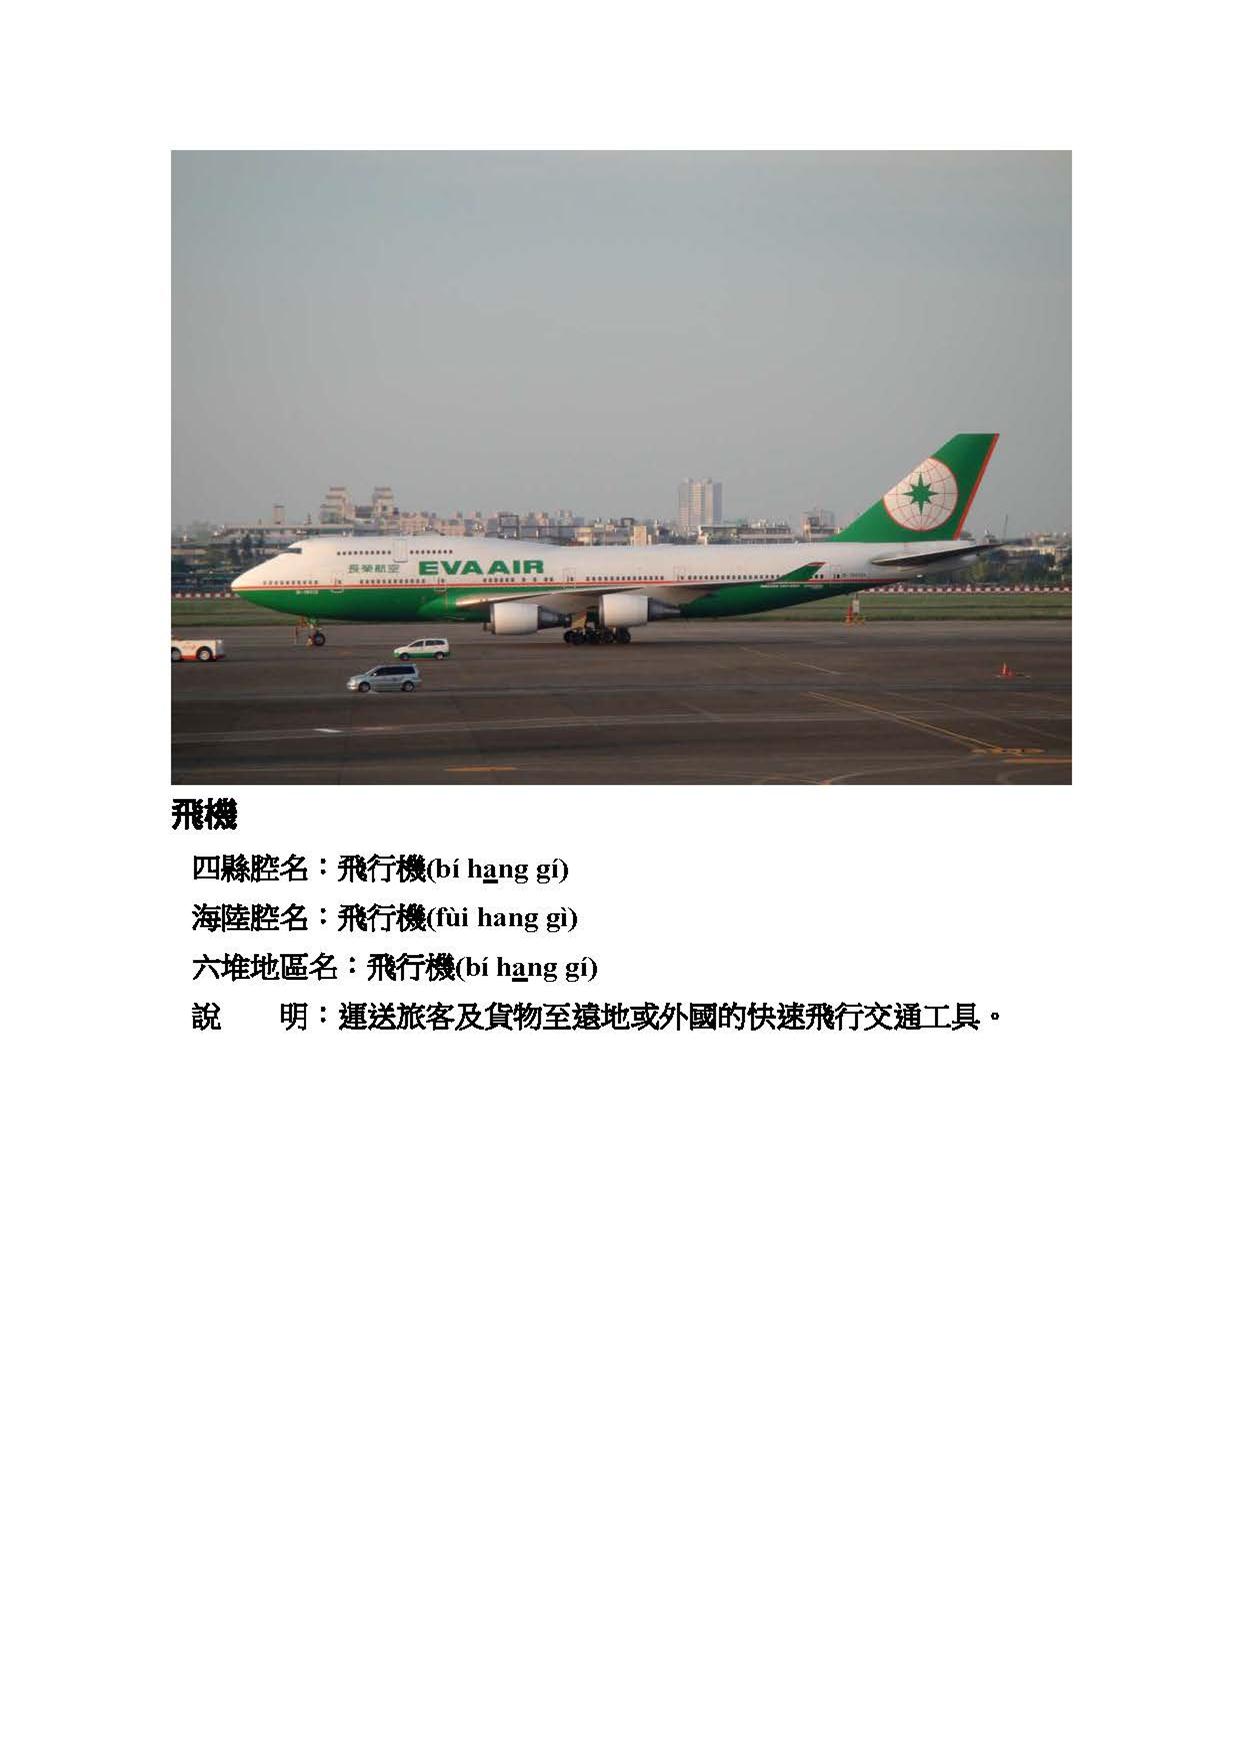 長榮航空 EVA AIR
飛機
四縣腔名：飛行機(bí hang gí)
海陸腔名：飛行機(fùi hang gì)
六堆地區名：飛行機(bí hang gí)
說　　明：運送旅客及貨物至遠地或外國的快速飛行交通工具。